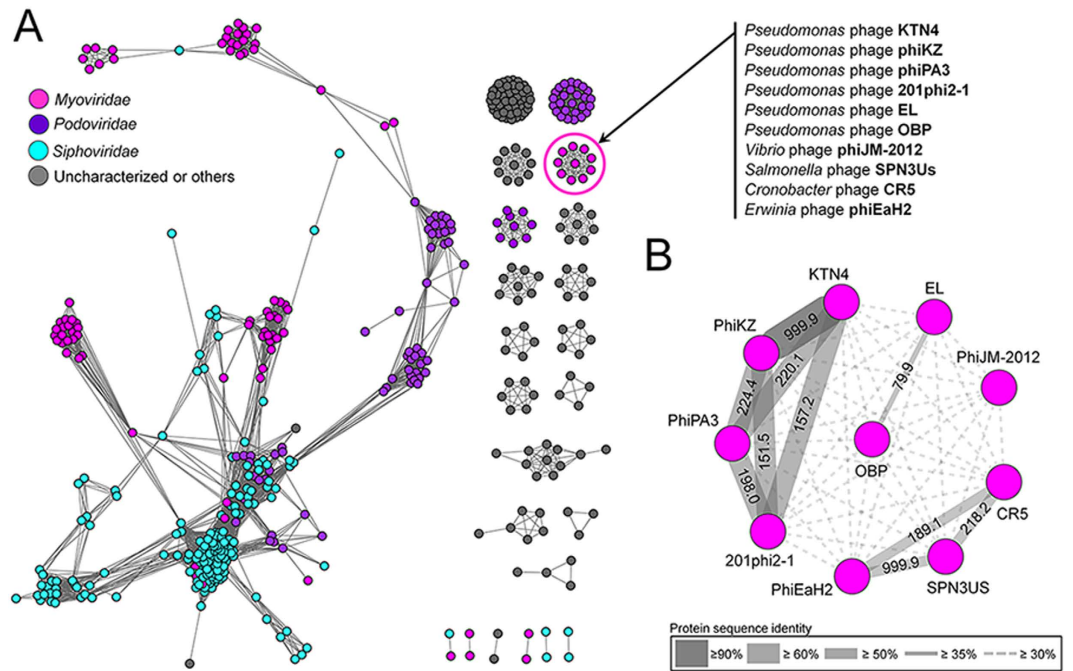 A
Myoviridae
Podoviridae
Siphoviridae
Uncharacterized or others
Pseudomonas phage KTN4
Pseudomonas phage phiKZ
Pseudomonas phage phiPA3
Pseudomonas phage 201phi2-1
Pseudomonas phage EL
Pseudomonas phage OBP
Vibrio phage phiJM-2012
Salmonella phage SPN3Us
Cronobacter phage CR5
Erwinia phage phiEaH2
B
KTN4
EL
PhiKZ
999.9
PhiJM-2012
220.1
79.9
224.4
157.2
PhiPA3
151.5
OBP
198.0
CR5
189.1
218.2
201phi2-1
999.9
PhiEaH2
SPN3US
Protein sequence identity
≥90%
≥ 60%
≥ 50%
≥ 35%
≥ 30%